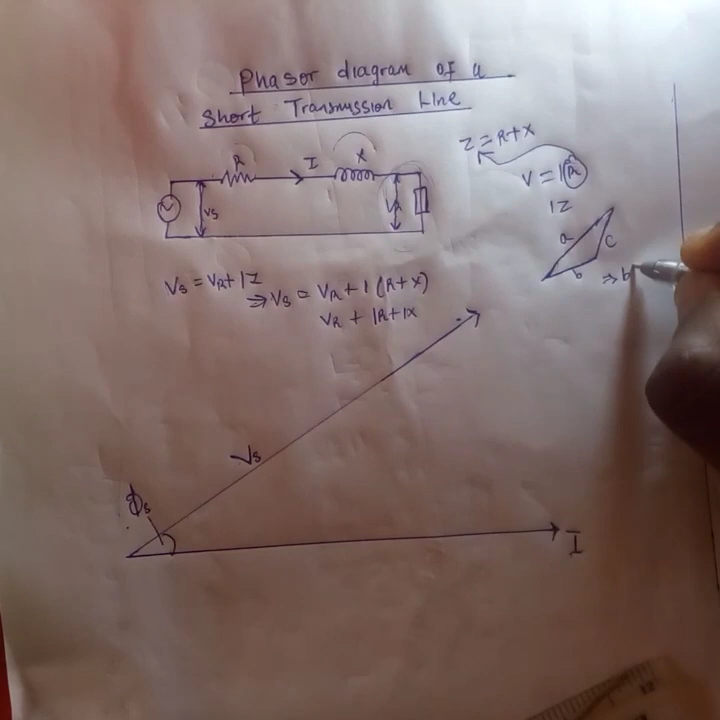 Phasor diagram of a
Short Transmission Line
R I X
Vs VR
Z = R+X
V = IR
IZ
a c
b
⇒ b
Vs = VR + IZ
⇒ Vs = VR + I (R+X)
VR + IR + IX
Vs
Φs
I
12